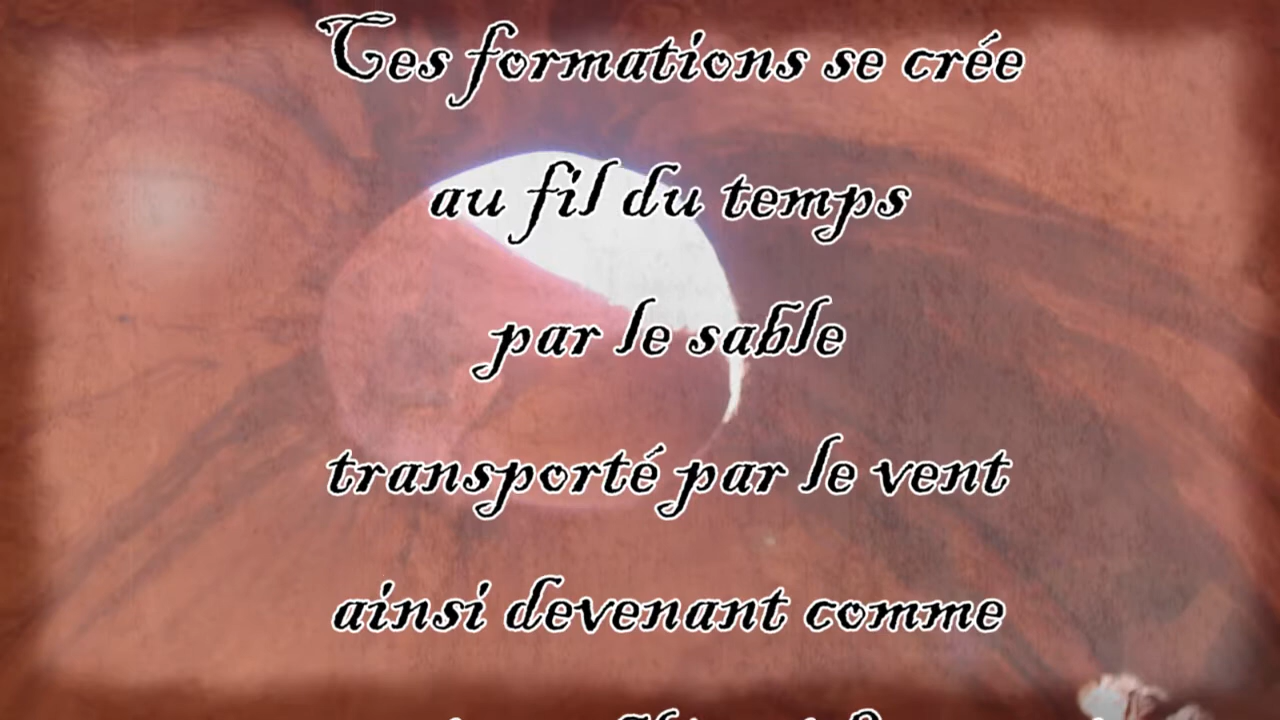 Ces formations se crée
au fil du temps
par le sable
transporté par le vent
ainsi devenant comme